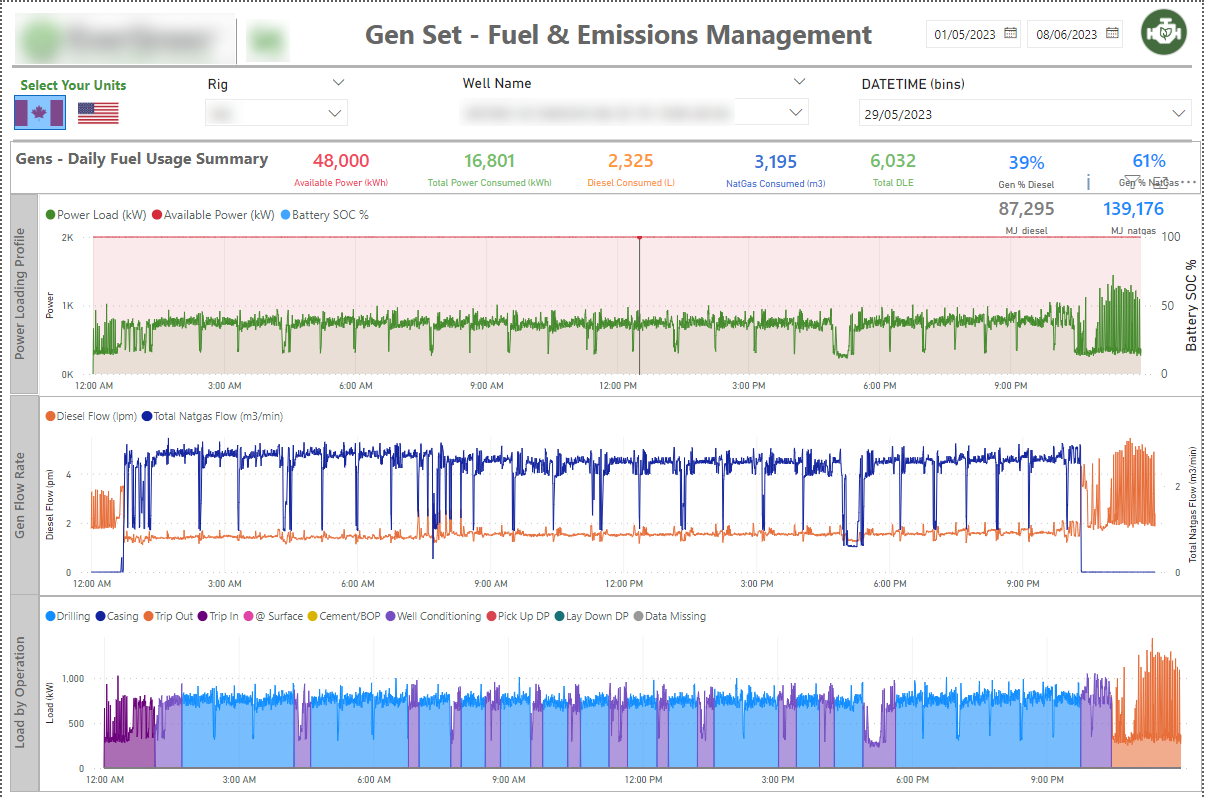 Gen Set - Fuel & Emissions Management
01/05/2023 08/06/2023
Select Your Units
Rig
Well Name
DATETIME (bins)
29/05/2023
Gens - Daily Fuel Usage Summary
48,000
Available Power (kWh)
16,801
Total Power Consumed (kWh)
2,325
Diesel Consumed (L)
3,195
NatGas Consumed (m3)
6,032
Total DLE
39%
Gen % Diesel
61%
Gen % NatGas
87,295
MJ_diesel
139,176
MJ_natgas
Power Loading Profile
Power Load (kW) Available Power (kW) Battery SOC %
Power
2K
1K
0K
100
50
0
Battery SOC %
12:00 AM 3:00 AM 6:00 AM 9:00 AM 12:00 PM 3:00 PM 6:00 PM 9:00 PM
Gen Flow Rate
Diesel Flow (lpm) Total Natgas Flow (m3/min)
Diesel Flow (lpm)
4
2
0
2
0
Total Natgas Flow (m3/min)
12:00 AM 3:00 AM 6:00 AM 9:00 AM 12:00 PM 3:00 PM 6:00 PM 9:00 PM
Load by Operation
Drilling Casing Trip Out Trip In @ Surface Cement/BOP Well Conditioning Pick Up DP Lay Down DP Data Missing
Load (kW)
1,000
500
0
12:00 AM 3:00 AM 6:00 AM 9:00 AM 12:00 PM 3:00 PM 6:00 PM 9:00 PM